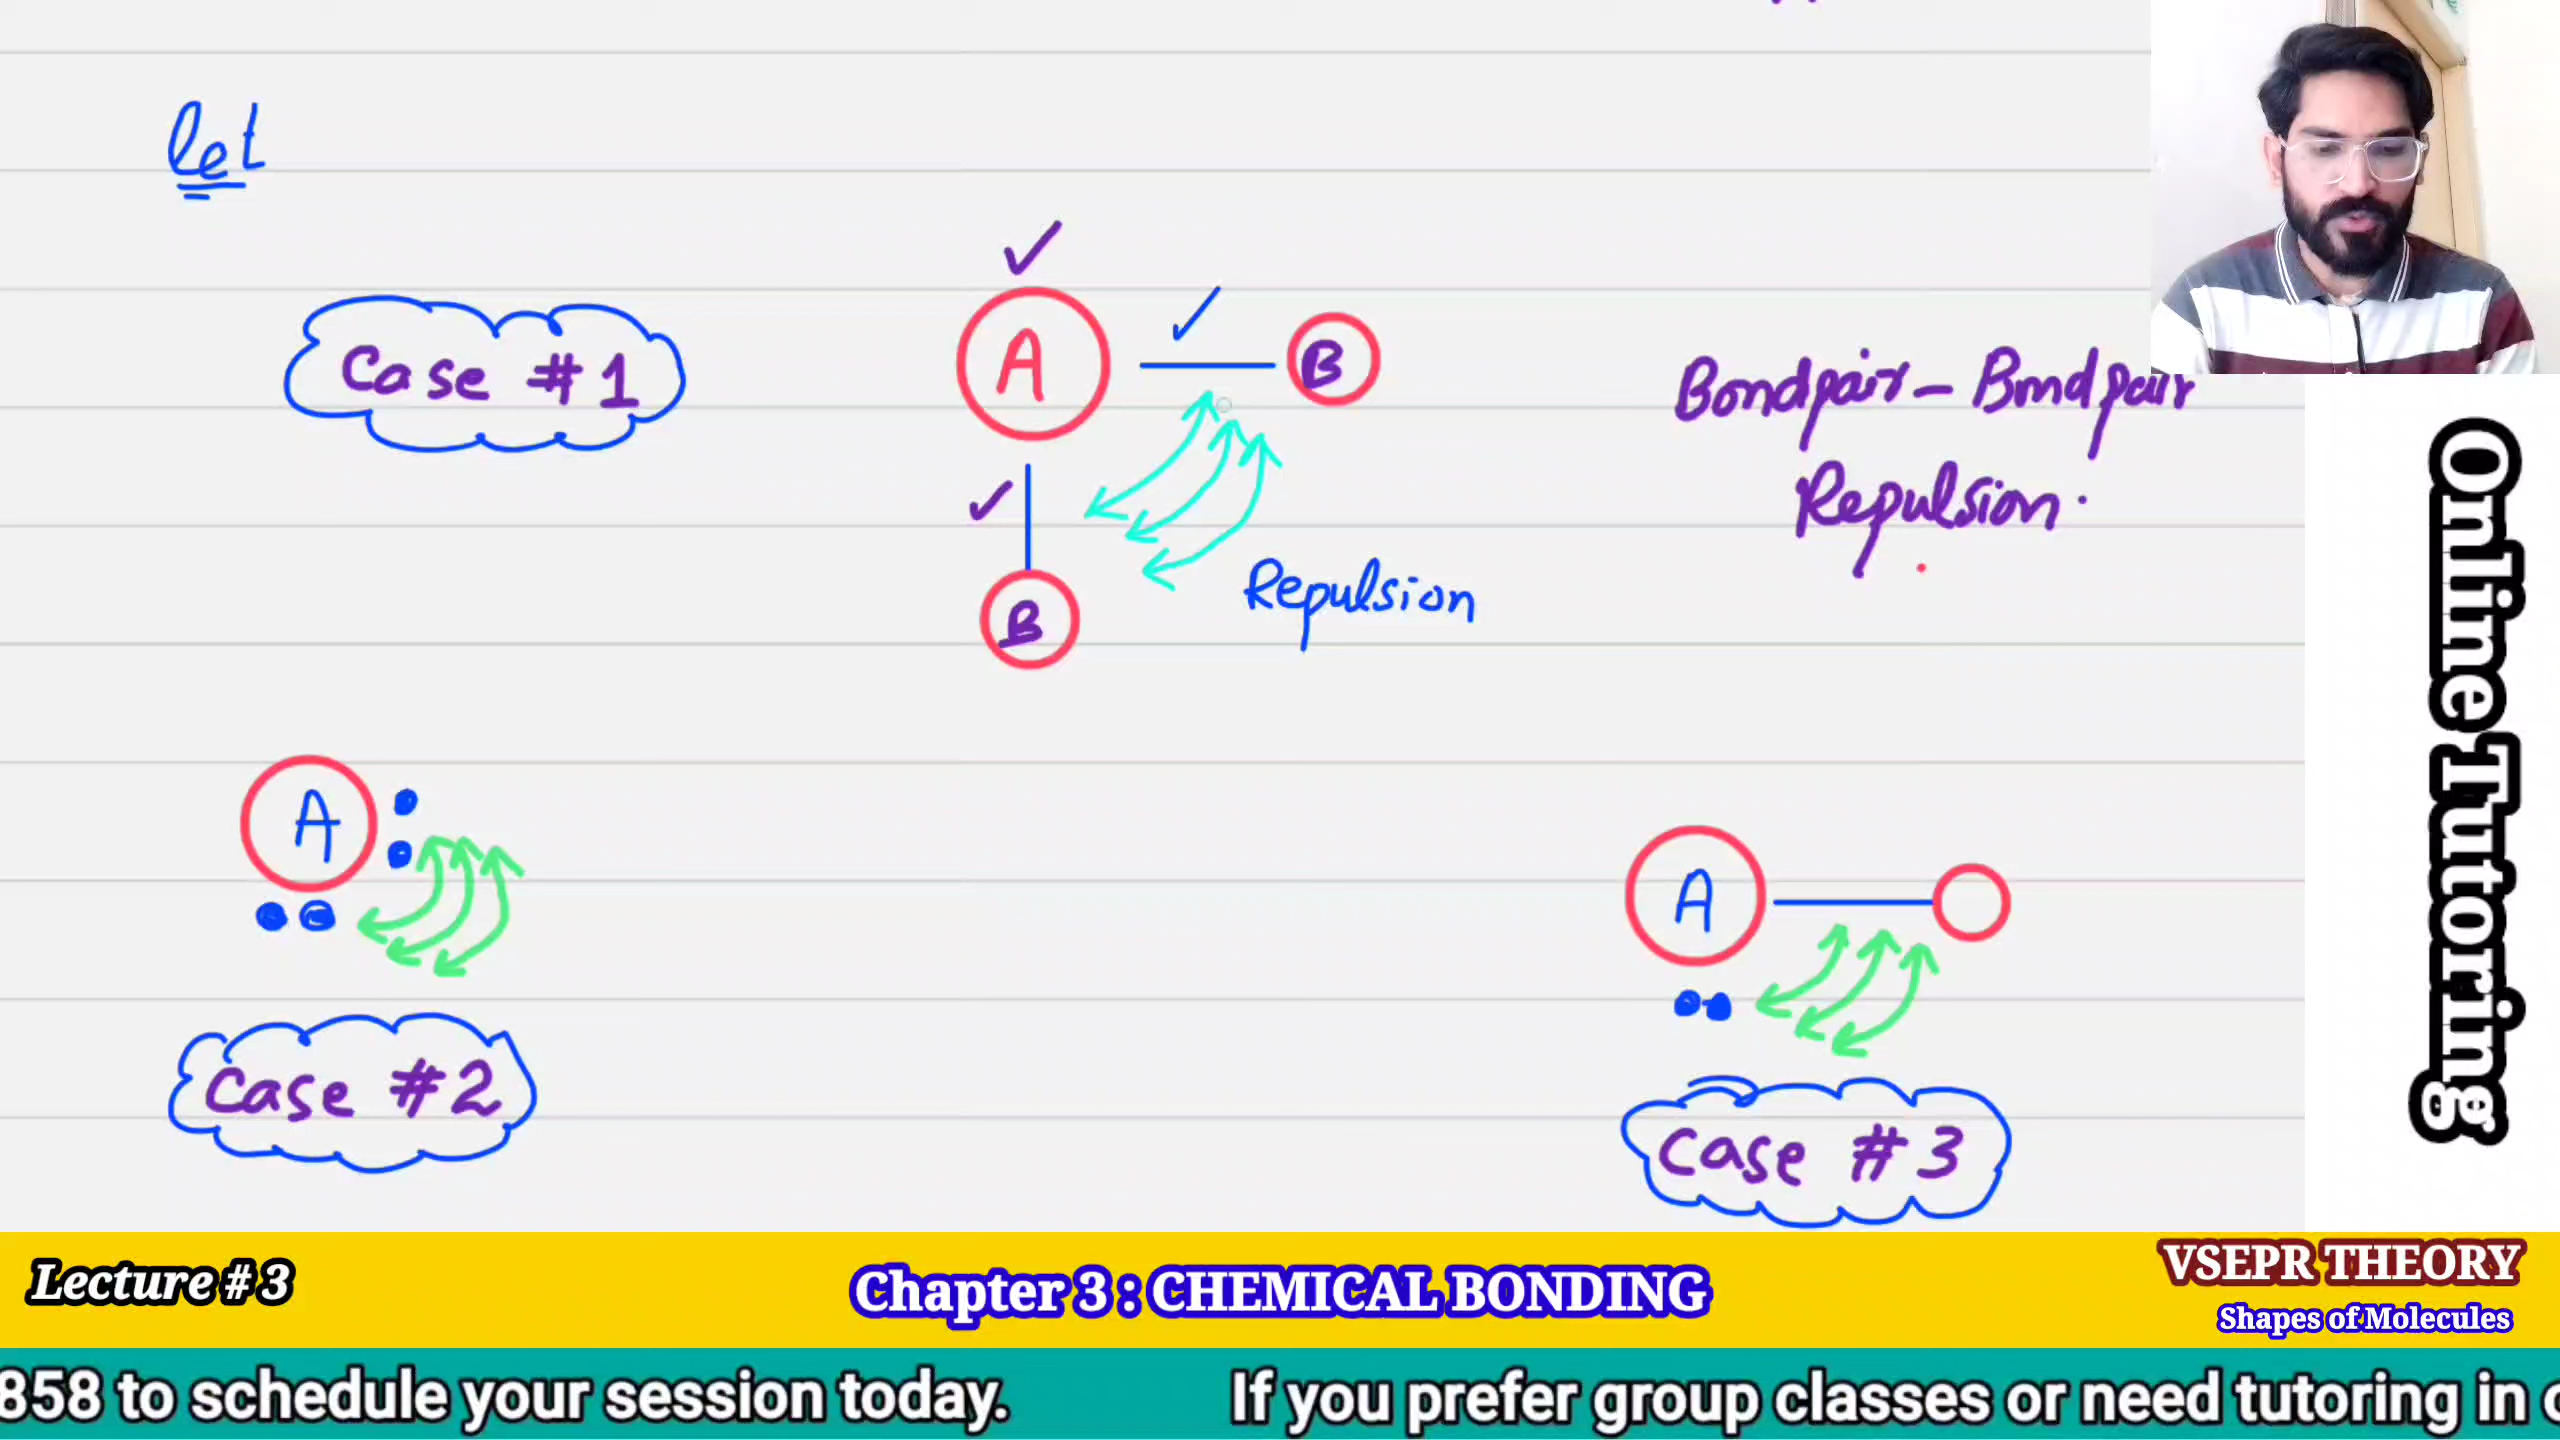 let
Case #1
A
B
B
Repulsion
Bondpair - Bondpair
Repulsion.
A
Case #2
A
Case #3
Online Tutoring
Lecture # 3
Chapter 3 : CHEMICAL BONDING
VSEPR THEORY
Shapes of Molecules
858 to schedule your session today. If you prefer group classes or need tutoring in